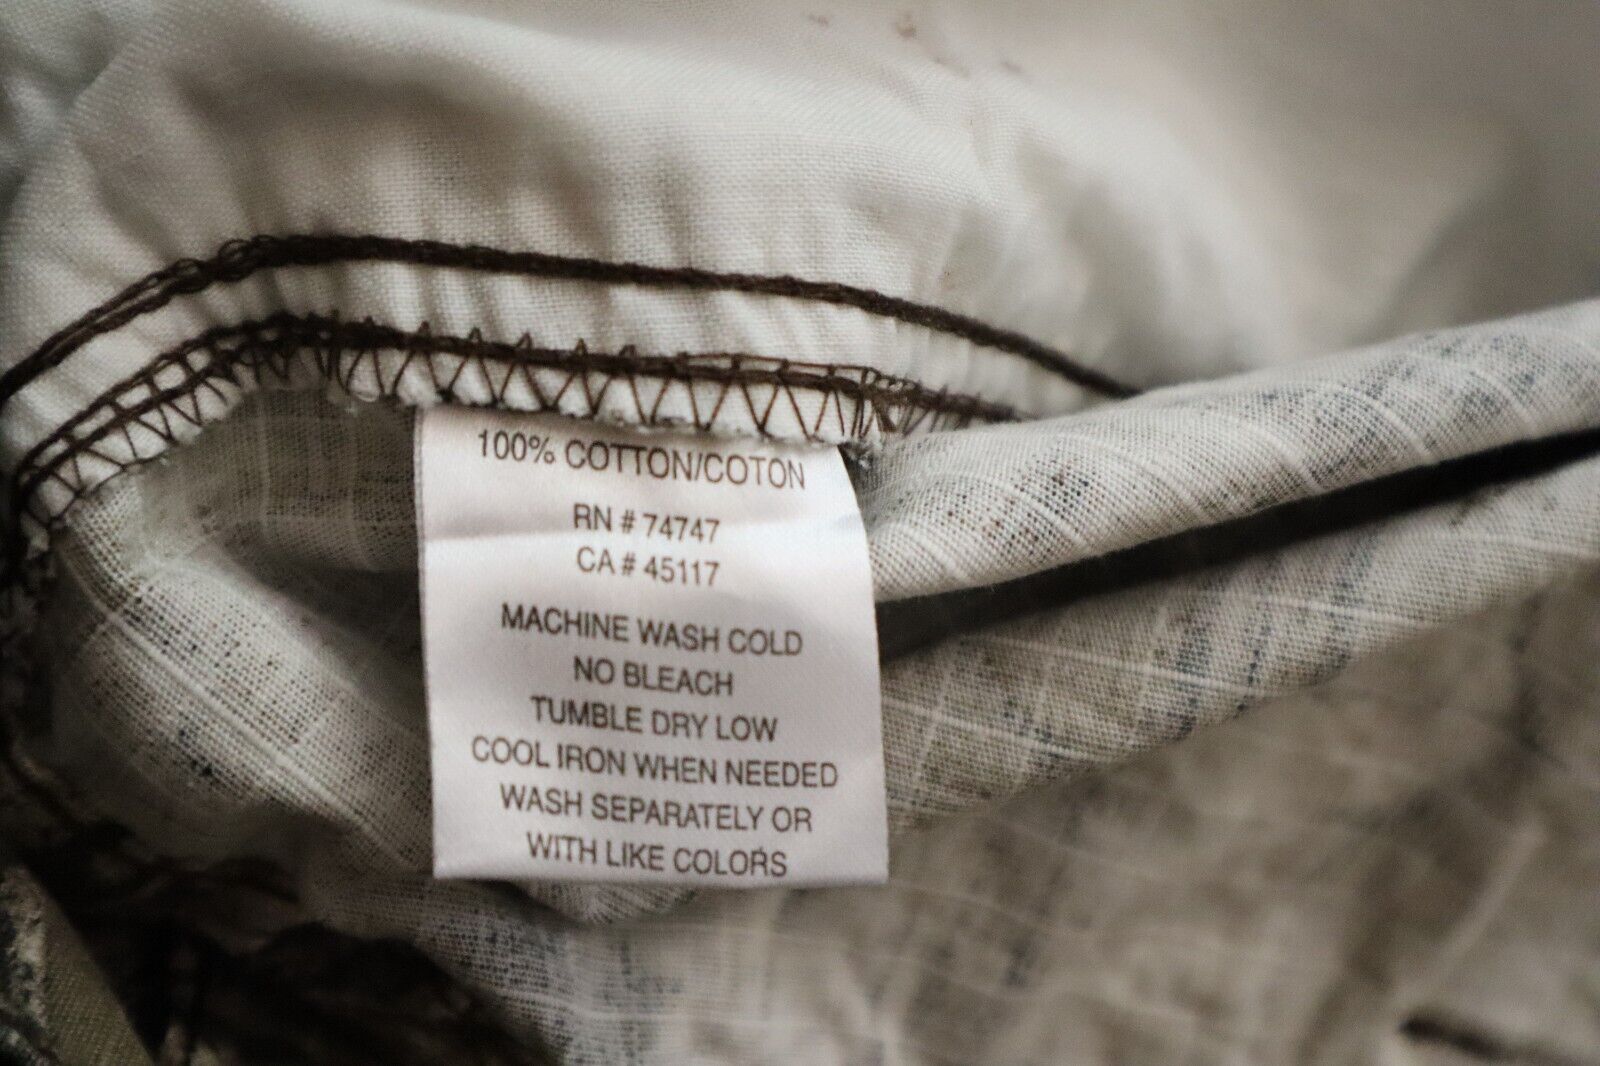 100% COTTON/COTON
RN # 74747
CA # 45117
MACHINE WASH COLD
NO BLEACH
TUMBLE DRY LOW
COOL IRON WHEN NEEDED
WASH SEPARATELY OR
WITH LIKE COLORS